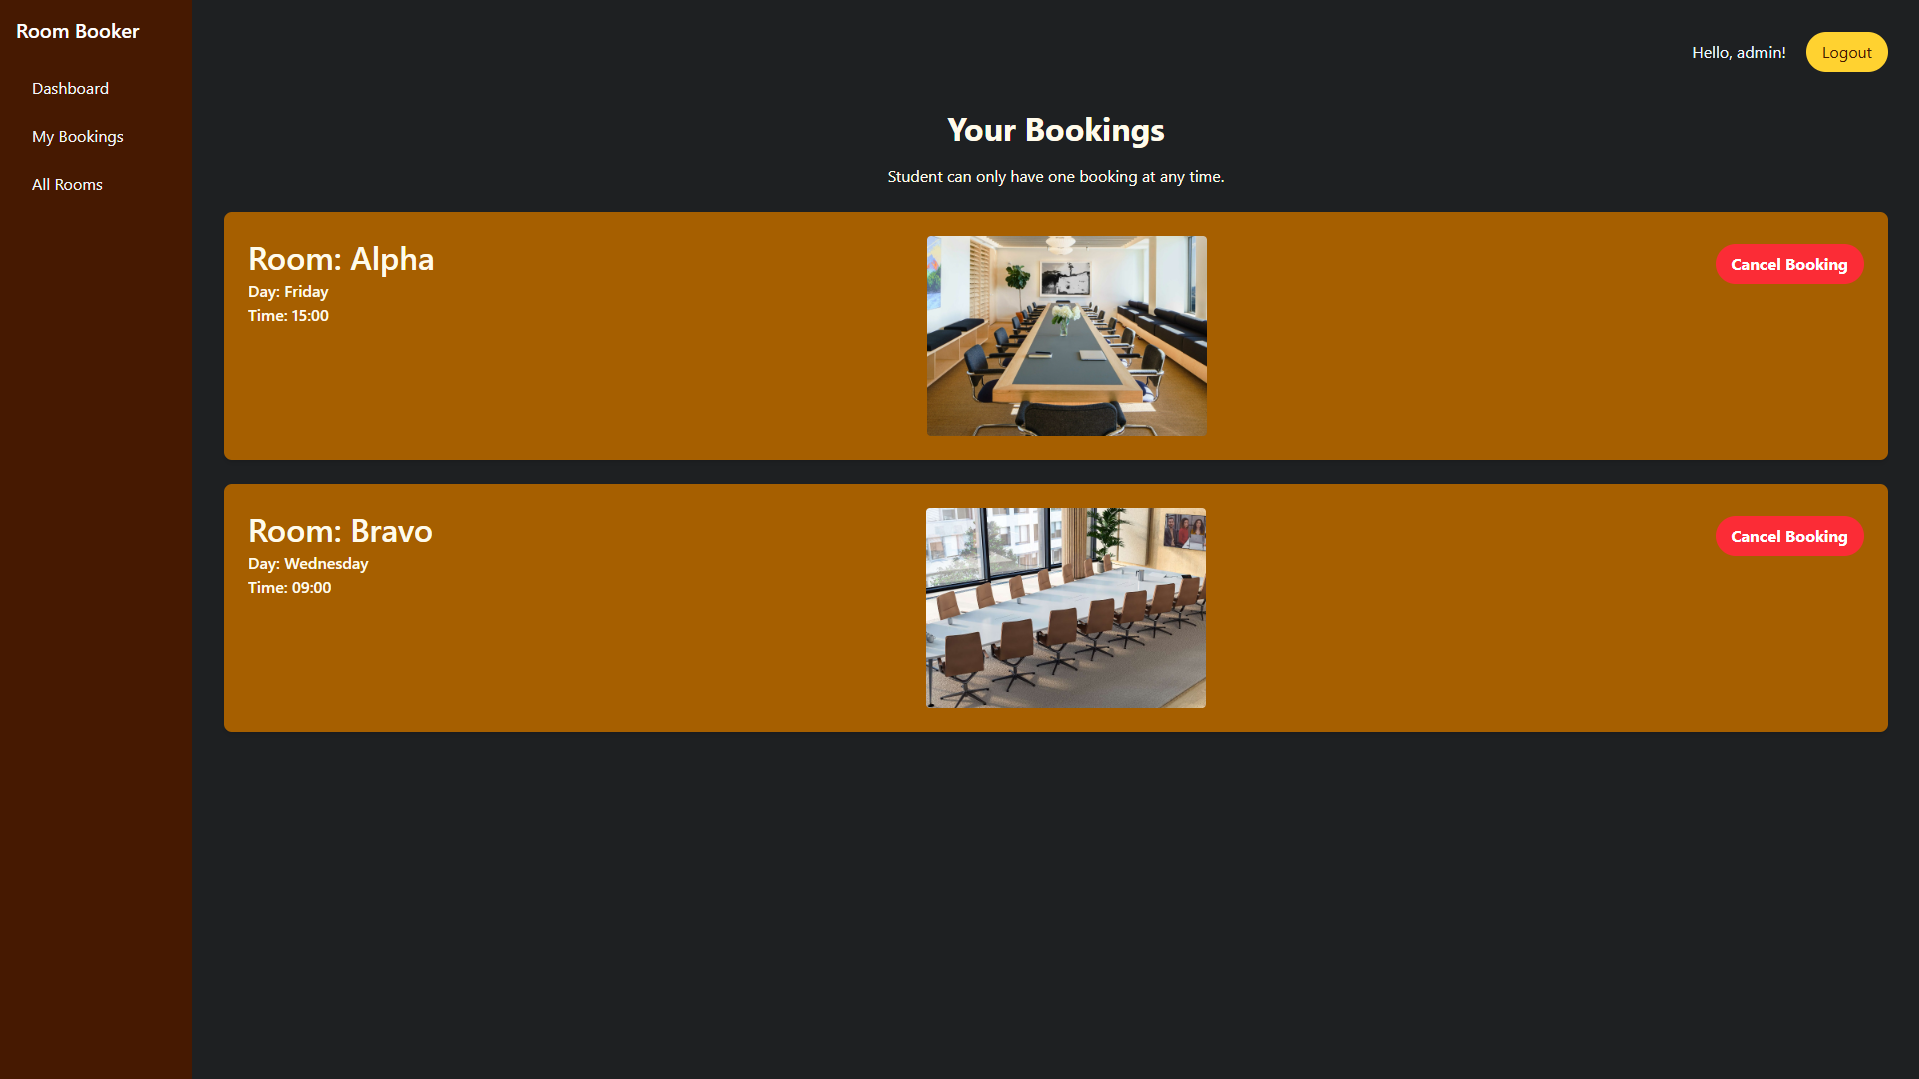 Room Booker
Dashboard
My Bookings
All Rooms
Hello, admin!
Logout
Your Bookings
Student can only have one booking at any time.
Room: Alpha
Day: Friday
Time: 15:00
Cancel Booking
Room: Bravo
Day: Wednesday
Time: 09:00
Cancel Booking